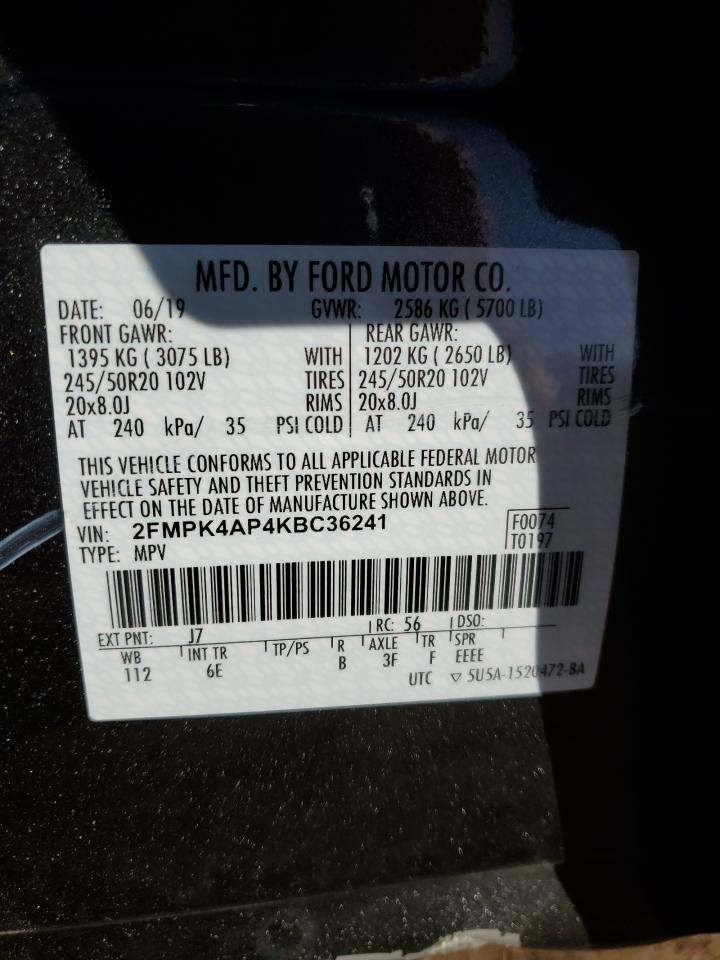 MFD. BY FORD MOTOR CO.
DATE: 06/19 GVWR: 2586 KG ( 5700 LB)
FRONT GAWR: REAR GAWR:
1395 KG ( 3075 LB) WITH 1202 KG ( 2650 LB) WITH
245/50R20 102V TIRES 245/50R20 102V TIRES
20x8.0J RIMS 20x8.0J RIMS
AT 240 kPa/ 35 PSI COLD AT 240 kPa/ 35 PSI COLD
THIS VEHICLE CONFORMS TO ALL APPLICABLE FEDERAL MOTOR
VEHICLE SAFETY AND THEFT PREVENTION STANDARDS IN
EFFECT ON THE DATE OF MANUFACTURE SHOWN ABOVE.
VIN: 2FMPK4AP4KBC36241 F0074
TYPE: MPV T0197
EXT PNT: J7 RC: 56 DSO:
WB INT TR TP/PS R AXLE TR SPR
112 6E B 3F F EEEE
UTC ▽ 5U5A-1520472-BA